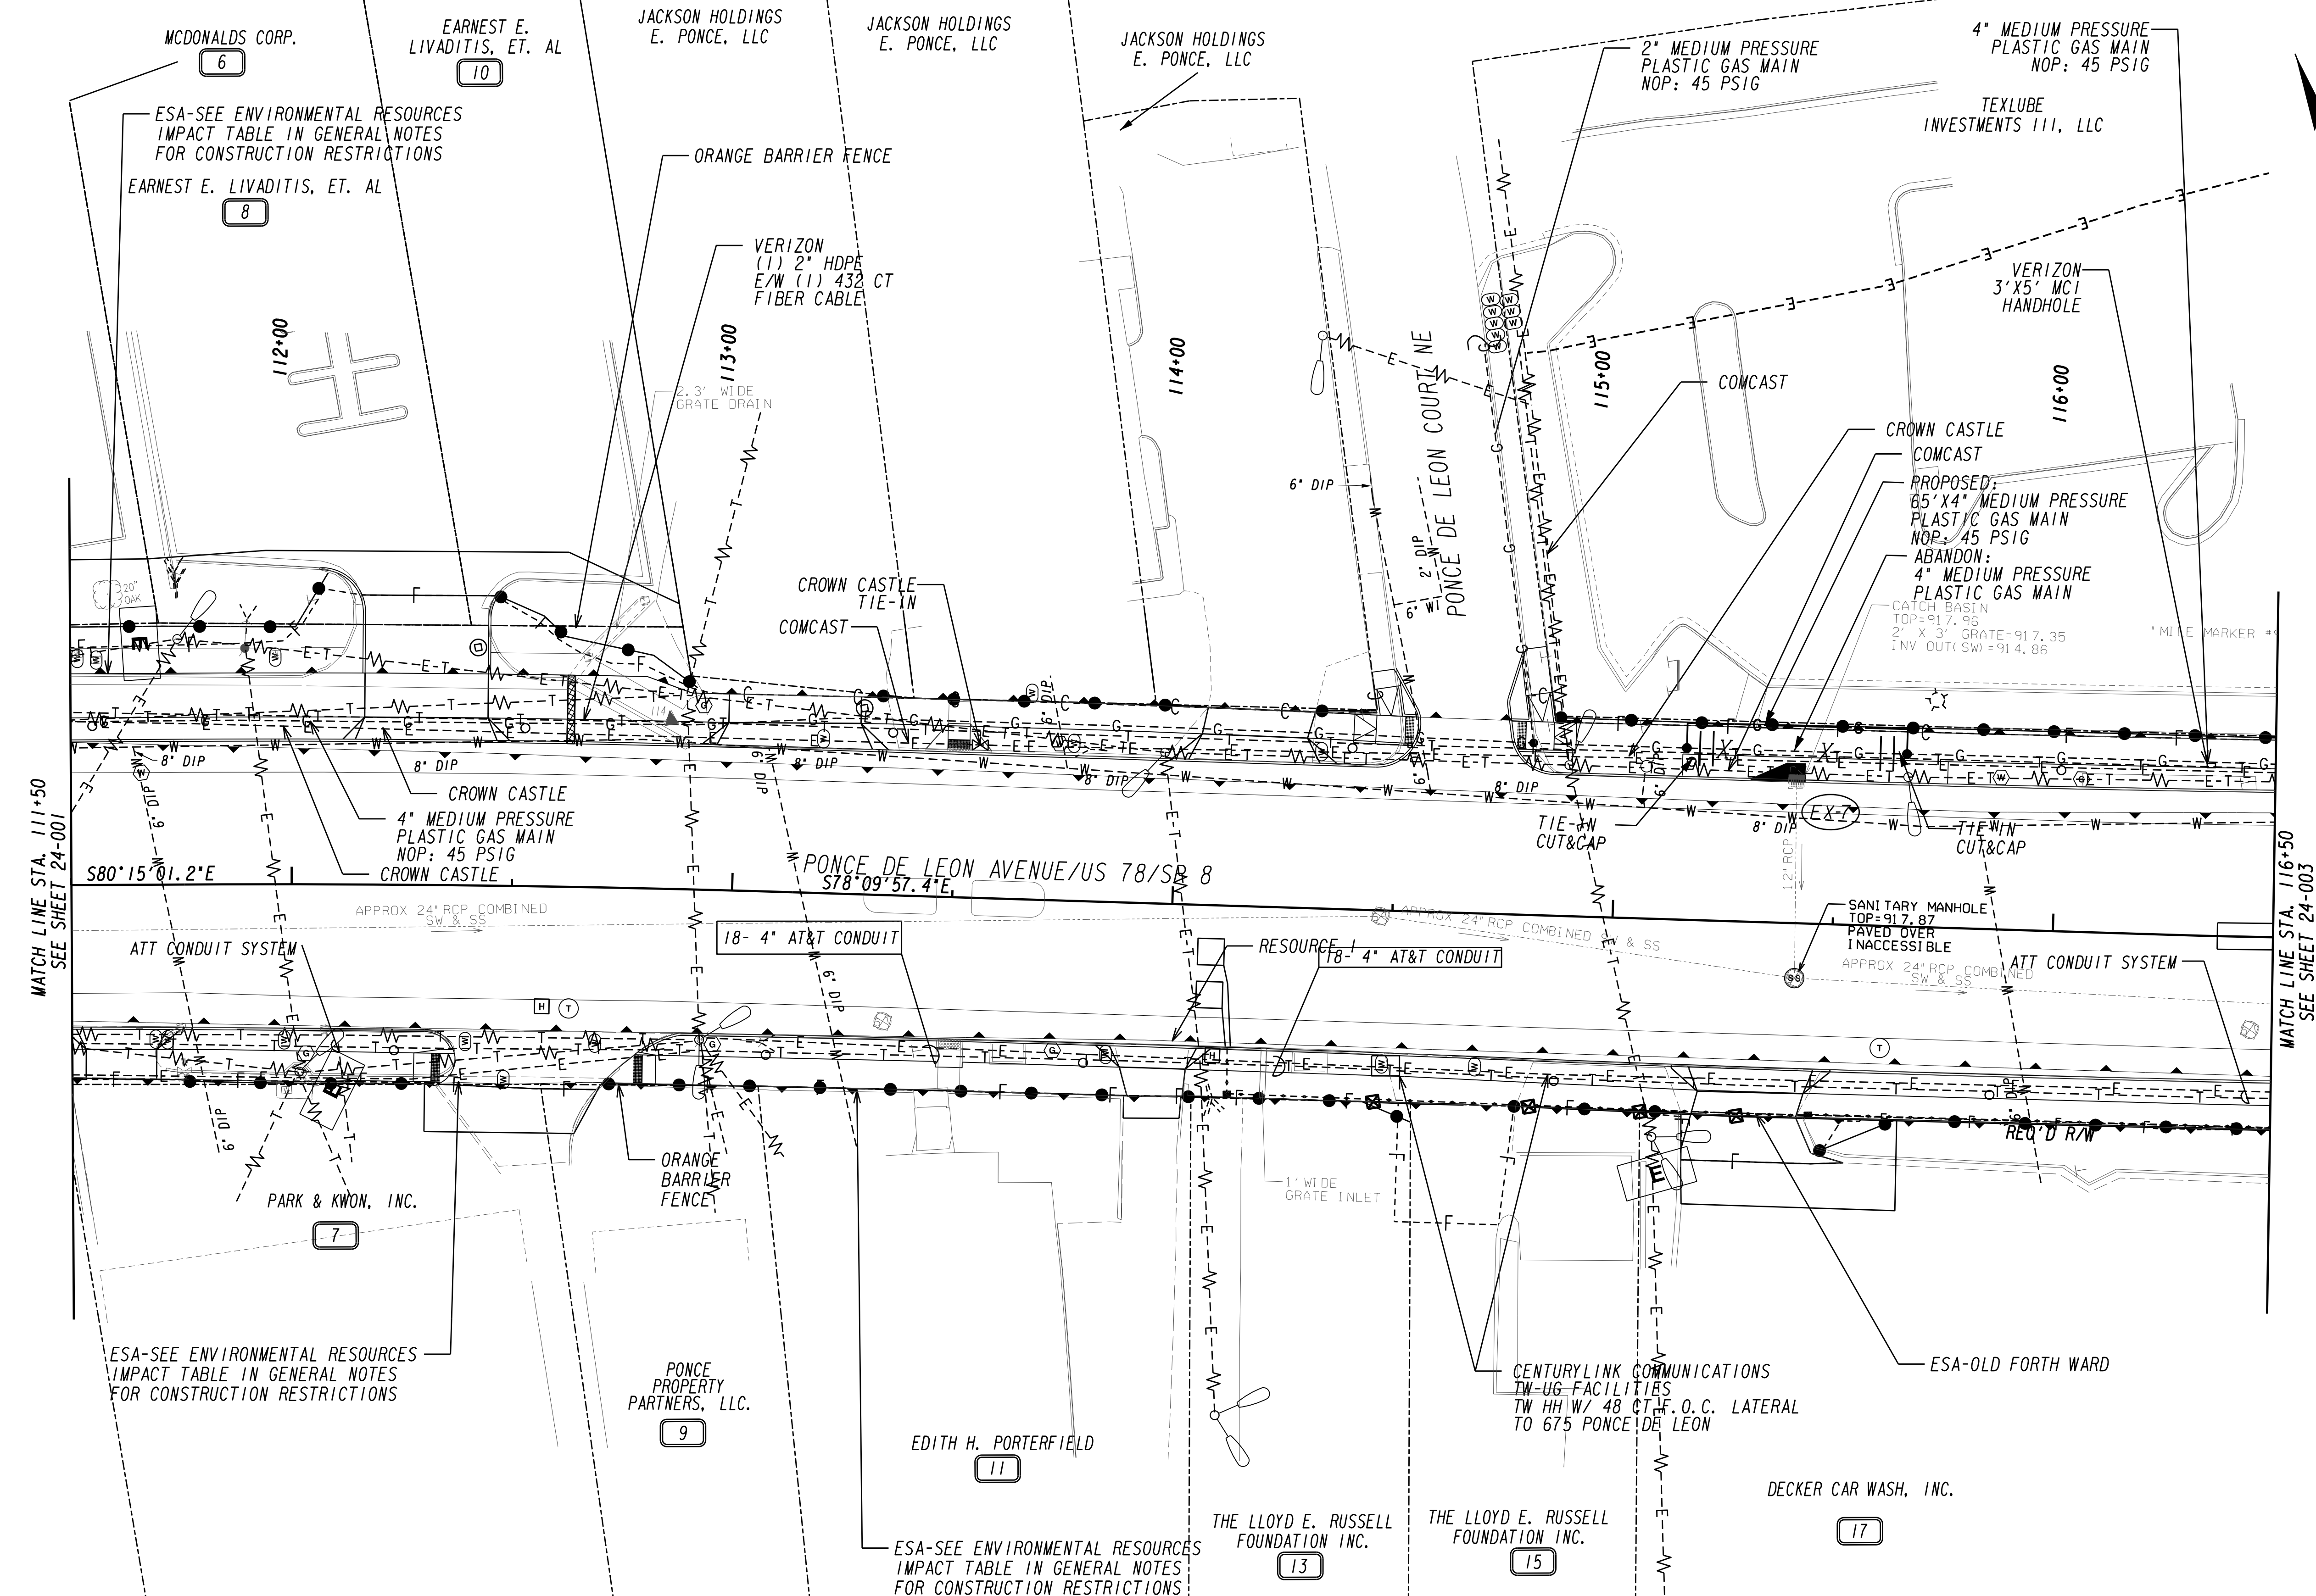 MCDONALDS CORP.
6
EARNEST E.
LIVADITIS, ET. AL
10
JACKSON HOLDINGS
E. PONCE, LLC
JACKSON HOLDINGS
E. PONCE, LLC
JACKSON HOLDINGS
E. PONCE, LLC
2" MEDIUM PRESSURE
PLASTIC GAS MAIN
NOP: 45 PSIG
4" MEDIUM PRESSURE
PLASTIC GAS MAIN
NOP: 45 PSIG
TEXLUBE
INVESTMENTS III, LLC
ESA-SEE ENVIRONMENTAL RESOURCES
IMPACT TABLE IN GENERAL NOTES
FOR CONSTRUCTION RESTRICTIONS
EARNEST E. LIVADITIS, ET. AL
8
ORANGE BARRIER FENCE
VERIZON
(1) 2" HDPE
E/W (1) 432 CT
FIBER CABLE
VERIZON
3'X5' MCI
HANDHOLE
112+00
113+00
114+00
115+00
116+00
2.3' WIDE
GRATE DRAIN
PONCE DE LEON COURT NE
COMCAST
CROWN CASTLE
COMCAST
PROPOSED:
65'X4" MEDIUM PRESSURE
PLASTIC GAS MAIN
NOP: 45 PSIG
ABANDON:
4" MEDIUM PRESSURE
PLASTIC GAS MAIN
CATCH BASIN
TOP=917.96
2' X 3' GRATE=917.35
INV OUT(SW)=914.86
"MILE MARKER #
6" DIP
2" DIP
6" W
20"
OAK
CROWN CASTLE
TIE-IN
COMCAST
114
6" DIP
8" DIP
8" DIP
8" DIP
8" DIP
8" DIP
8" DIP
6" DIP
6" DIP
6"
6"
CROWN CASTLE
4" MEDIUM PRESSURE
PLASTIC GAS MAIN
NOP: 45 PSIG
CROWN CASTLE
TIE-IN
CUT&CAP
EX-7
TIE-IN
CUT&CAP
12" RCP
MATCH LINE STA. 111+50
SEE SHEET 24-001
S80°15'01.2"E
PONCE DE LEON AVENUE/US 78/SR 8
S78°09'57.4"E
MATCH LINE STA. 116+50
SEE SHEET 24-003
APPROX 24" RCP COMBINED
SW & SS
APPROX 24" RCP COMBINED SW & SS
APPROX 24" RCP COMBINED
SW & SS
SANITARY MANHOLE
TOP=917.87
PAVED OVER
INACCESSIBLE
SS
ATT CONDUIT SYSTEM
18- 4" AT&T CONDUIT
RESOURCE 1
18- 4" AT&T CONDUIT
ATT CONDUIT SYSTEM
6" DIP
H
T
T
H
6" DIP
6" DIP
REQ'D R/W
ORANGE
BARRIER
FENCE
PARK & KWON, INC.
7
1' WIDE
GRATE INLET
ESA-SEE ENVIRONMENTAL RESOURCES
IMPACT TABLE IN GENERAL NOTES
FOR CONSTRUCTION RESTRICTIONS
PONCE
PROPERTY
PARTNERS, LLC.
9
CENTURYLINK COMMUNICATIONS
TW-UG FACILITIES
TW HH W/ 48 CT F.O.C. LATERAL
TO 675 PONCE DE LEON
ESA-OLD FORTH WARD
EDITH H. PORTERFIELD
11
DECKER CAR WASH, INC.
17
THE LLOYD E. RUSSELL
FOUNDATION INC.
13
THE LLOYD E. RUSSELL
FOUNDATION INC.
15
ESA-SEE ENVIRONMENTAL RESOURCES
IMPACT TABLE IN GENERAL NOTES
FOR CONSTRUCTION RESTRICTIONS